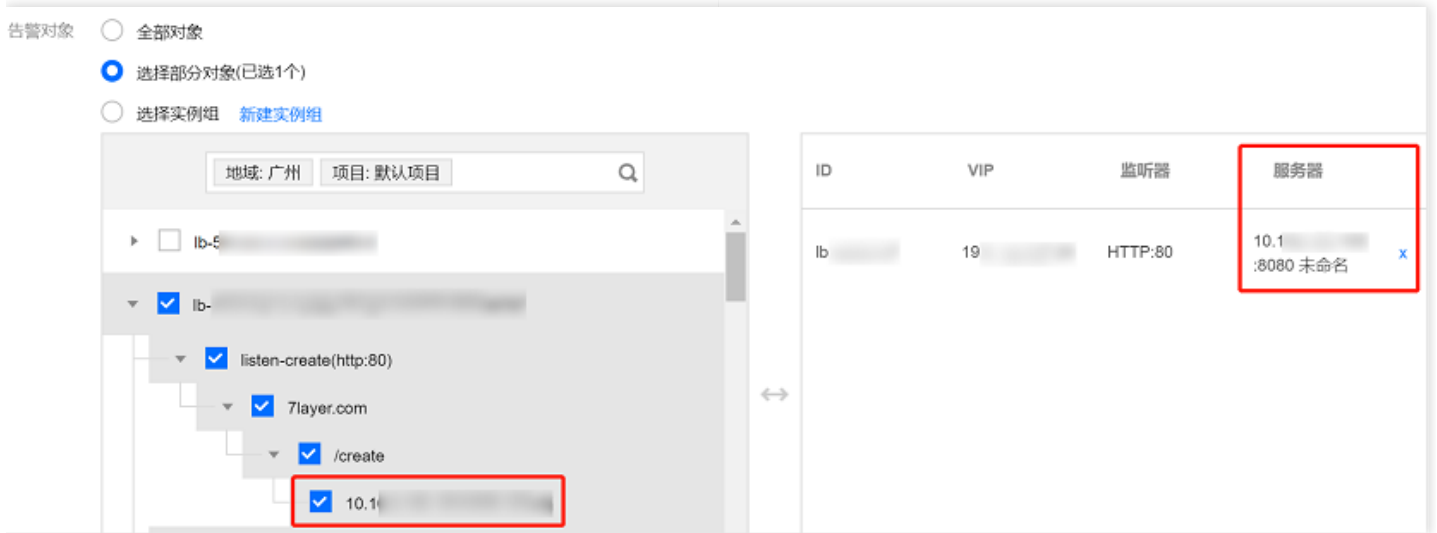 告警对象
全部对象
选择部分对象(已选1个)
选择实例组 新建实例组
地域: 广州 项目: 默认项目
ID VIP 监听器 服务器
lb-5
lb 19 HTTP:80 10.1
:8080 未命名 x
lb-
listen-create(http:80)
7layer.com
/create
10.1